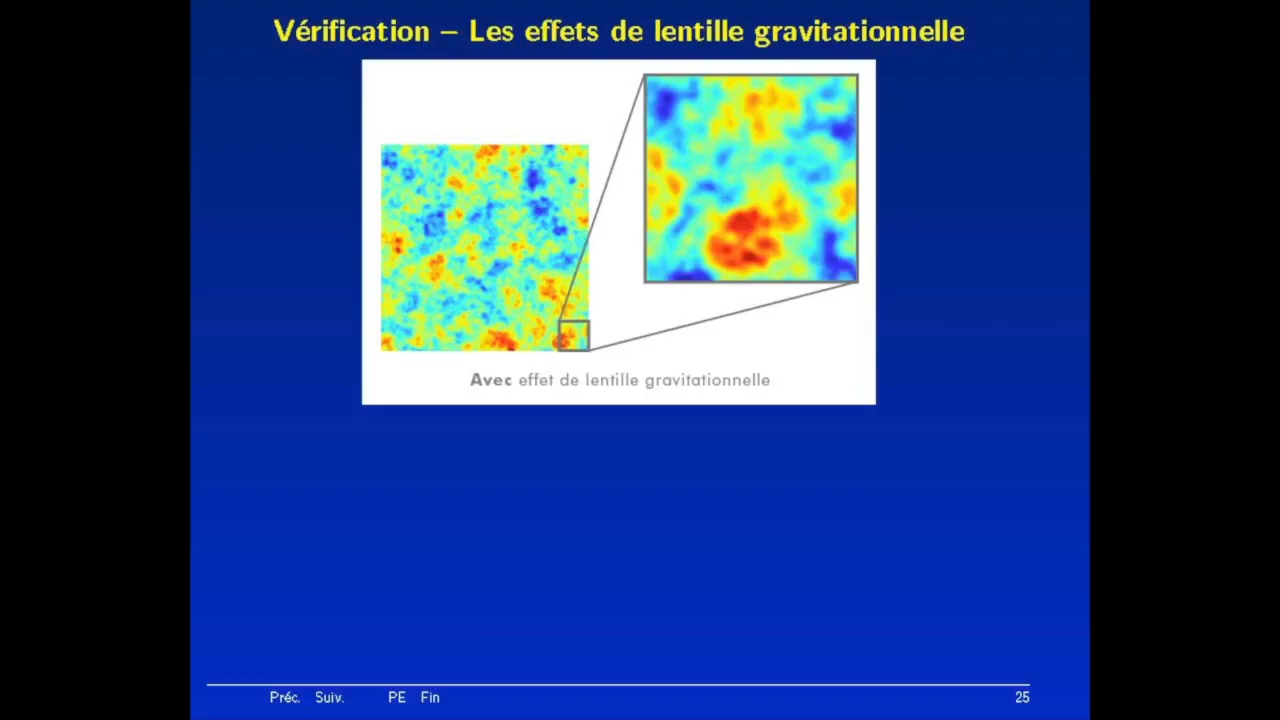 Vérification – Les effets de lentille gravitationnelle
Avec effet de lentille gravitationnelle
Préc. Suiv. PE Fin 25